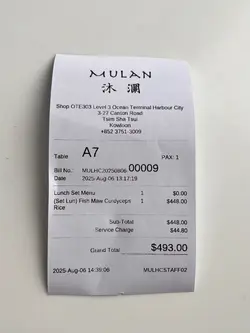 MULAN
沐瀾
Shop OTE303 Level 3 Ocean Terminal Harbour City
3-27 Canton Road
Tsim Sha Tsui
Kowloon
+852 3751-3009
Table A7 PAX: 1
Bill No. MULHC20250806 00009
Date 2025-Aug-06 13:17:19
Lunch Set Menu 1 $0.00
(Set Lun) Fish Maw Cordyceps 1 $448.00
Rice
Sub-Total $448.00
Service Charge $44.80
Grand Total $493.00
2025-Aug-06 14:39:06 MULHCSTAFF02